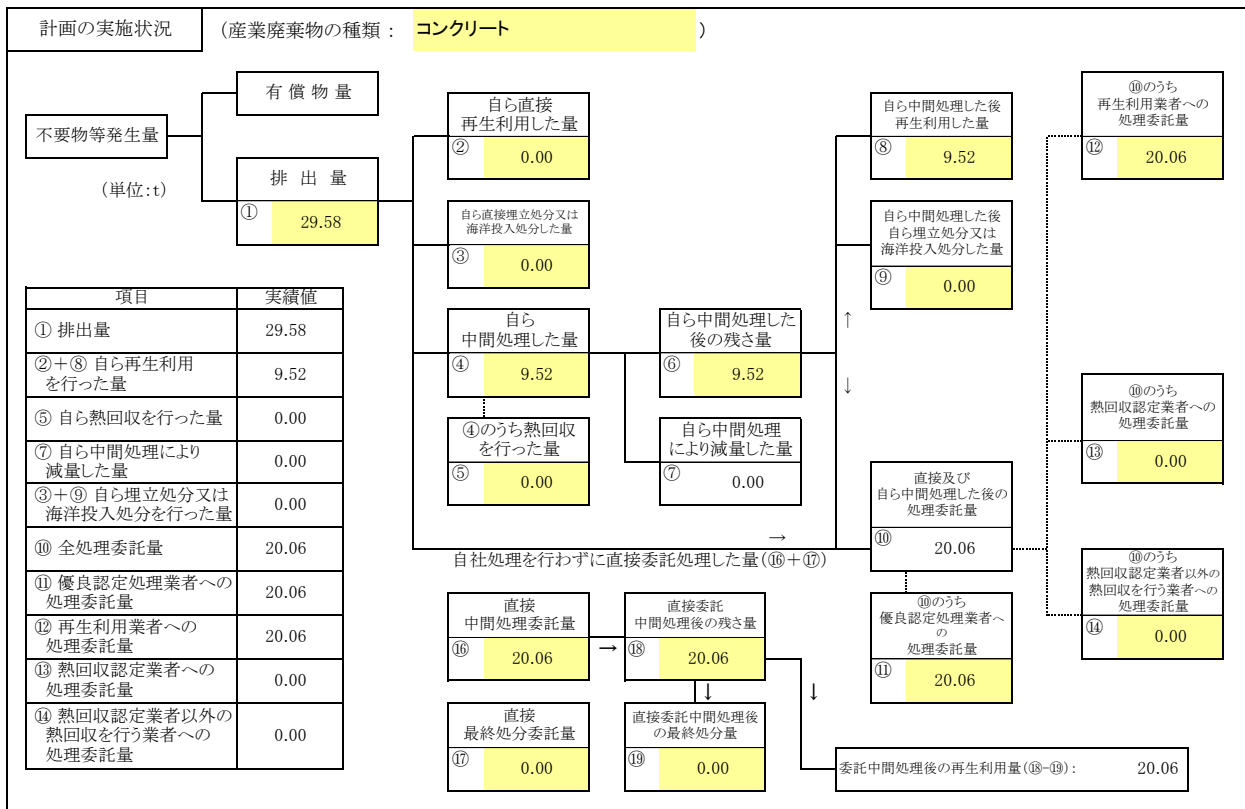 計画の実施状況
(産業廃棄物の種類： コンクリート )
有 償 物 量
不要物等発生量
(単位:t)
排 出 量
① 29.58
自ら直接
再生利用した量
② 0.00
自ら直接埋立処分又は
海洋投入処分した量
③ 0.00
自ら
中間処理した量
④ 9.52
④のうち熱回収
を行った量
⑤ 0.00
自ら中間処理した
後の残さ量
⑥ 9.52
自ら中間処理
により減量した量
⑦ 0.00
自ら中間処理した後
再生利用した量
⑧ 9.52
自ら中間処理した後
自ら埋立処分又は
海洋投入処分した量
⑨ 0.00
↑
↓
直接及び
自ら中間処理した後の
処理委託量
⑩ 20.06
⑩のうち
優良認定処理業者へ
の
処理委託量
⑪ 20.06
⑩のうち
再生利用業者への
処理委託量
⑫ 20.06
⑩のうち
熱回収認定業者への
処理委託量
⑬ 0.00
⑩のうち
熱回収認定業者以外の
熱回収を行う業者への
処理委託量
⑭ 0.00
→
自社処理を行わずに直接委託処理した量(⑯＋⑰)
直接
中間処理委託量
⑯ 20.06
→
直接委託
中間処理後の残さ量
⑱ 20.06
↓
↓
直接
最終処分委託量
⑰ 0.00
直接委託中間処理後
の最終処分量
⑲ 0.00
委託中間処理後の再生利用量(⑱-⑲)： 20.06
項目 実績値
① 排出量 29.58
②＋⑧ 自ら再生利用
を行った量 9.52
⑤ 自ら熱回収を行った量 0.00
⑦ 自ら中間処理により
減量した量 0.00
③＋⑨ 自ら埋立処分又は
海洋投入処分を行った量 0.00
⑩ 全処理委託量 20.06
⑪ 優良認定処理業者への
処理委託量 20.06
⑫ 再生利用業者への
処理委託量 20.06
⑬ 熱回収認定業者への
処理委託量 0.00
⑭ 熱回収認定業者以外の
熱回収を行う業者への
処理委託量 0.00